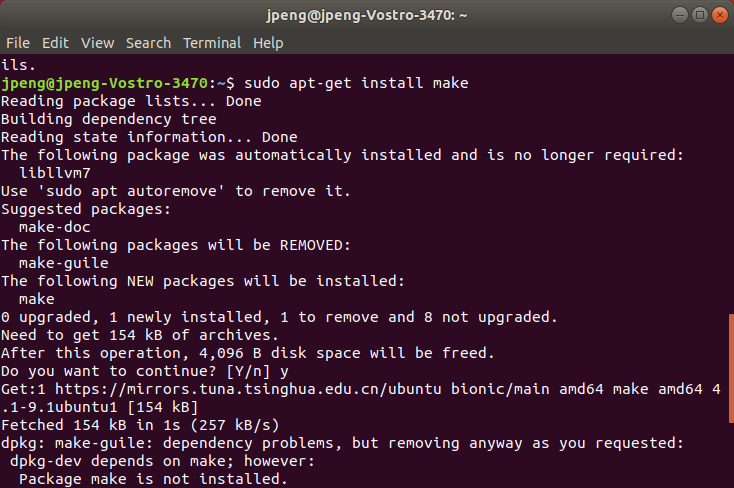 jpeng@jpeng-Vostro-3470: ~
File Edit View Search Terminal Help
ils.
jpeng@jpeng-Vostro-3470:~$ sudo apt-get install make
Reading package lists... Done
Building dependency tree
Reading state information... Done
The following package was automatically installed and is no longer required:
  libllvm7
Use 'sudo apt autoremove' to remove it.
Suggested packages:
  make-doc
The following packages will be REMOVED:
  make-guile
The following NEW packages will be installed:
  make
0 upgraded, 1 newly installed, 1 to remove and 8 not upgraded.
Need to get 154 kB of archives.
After this operation, 4,096 B disk space will be freed.
Do you want to continue? [Y/n] y
Get:1 https://mirrors.tuna.tsinghua.edu.cn/ubuntu bionic/main amd64 make amd64 4
.1-9.1ubuntu1 [154 kB]
Fetched 154 kB in 1s (257 kB/s)
dpkg: make-guile: dependency problems, but removing anyway as you requested:
 dpkg-dev depends on make; however:
  Package make is not installed.